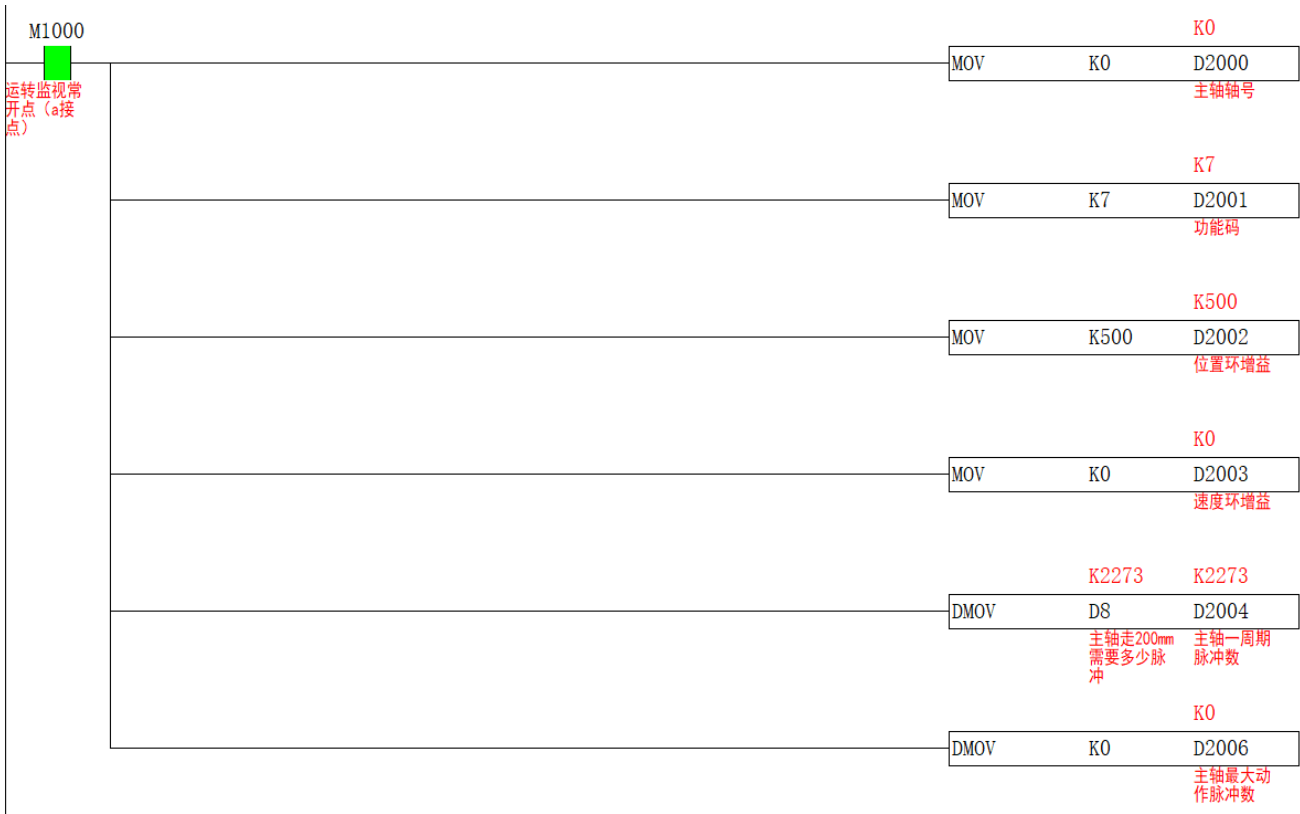 M1000
运转监视常
开点（a接
点）
K0
MOV K0 D2000
主轴轴号
K7
MOV K7 D2001
功能码
K500
MOV K500 D2002
位置环增益
K0
MOV K0 D2003
速度环增益
K2273 K2273
DMOV D8 D2004
主轴走200mm 主轴一周期
需要多少脉 脉冲数
冲
K0
DMOV K0 D2006
主轴最大动
作脉冲数